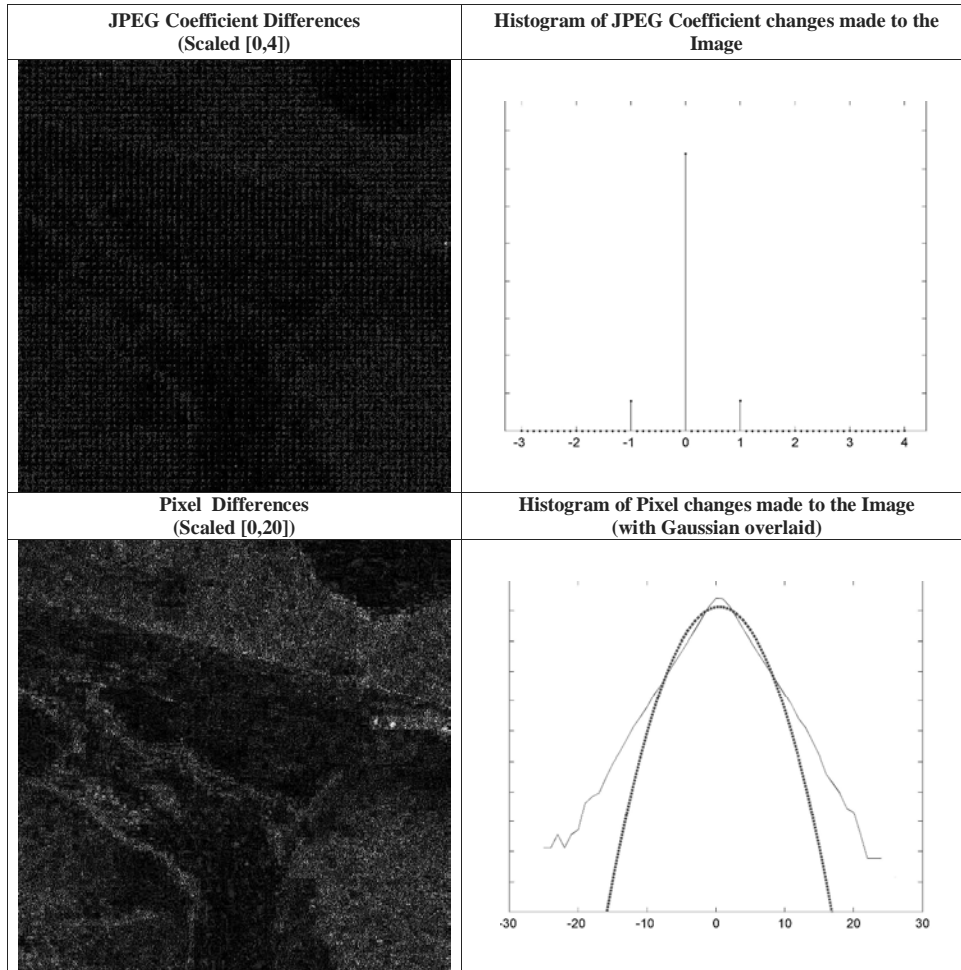 JPEG Coefficient Differences
(Scaled [0,4])
Histogram of JPEG Coefficient changes made to the
Image
-3 -2 -1 0 1 2 3 4
Pixel Differences
(Scaled [0,20])
Histogram of Pixel changes made to the Image
(with Gaussian overlaid)
-30 -20 -10 0 10 20 30